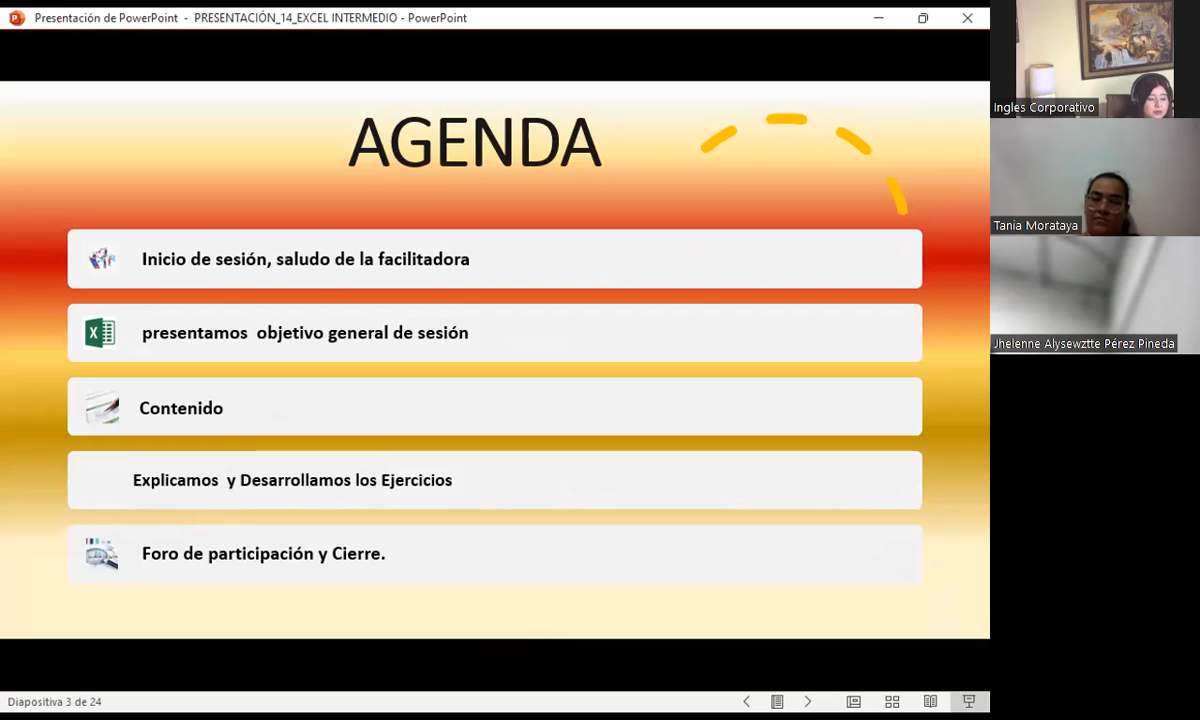 Presentación de PowerPoint - PRESENTACIÓN_14_EXCEL INTERMEDIO - PowerPoint
AGENDA
Inicio de sesión, saludo de la facilitadora
presentamos objetivo general de sesión
Contenido
Explicamos y Desarrollamos los Ejercicios
Foro de participación y Cierre.
Diapositiva 3 de 24
Ingles Corporativo
Tania Morataya
Jhelenne Alysewztte Pérez Pineda